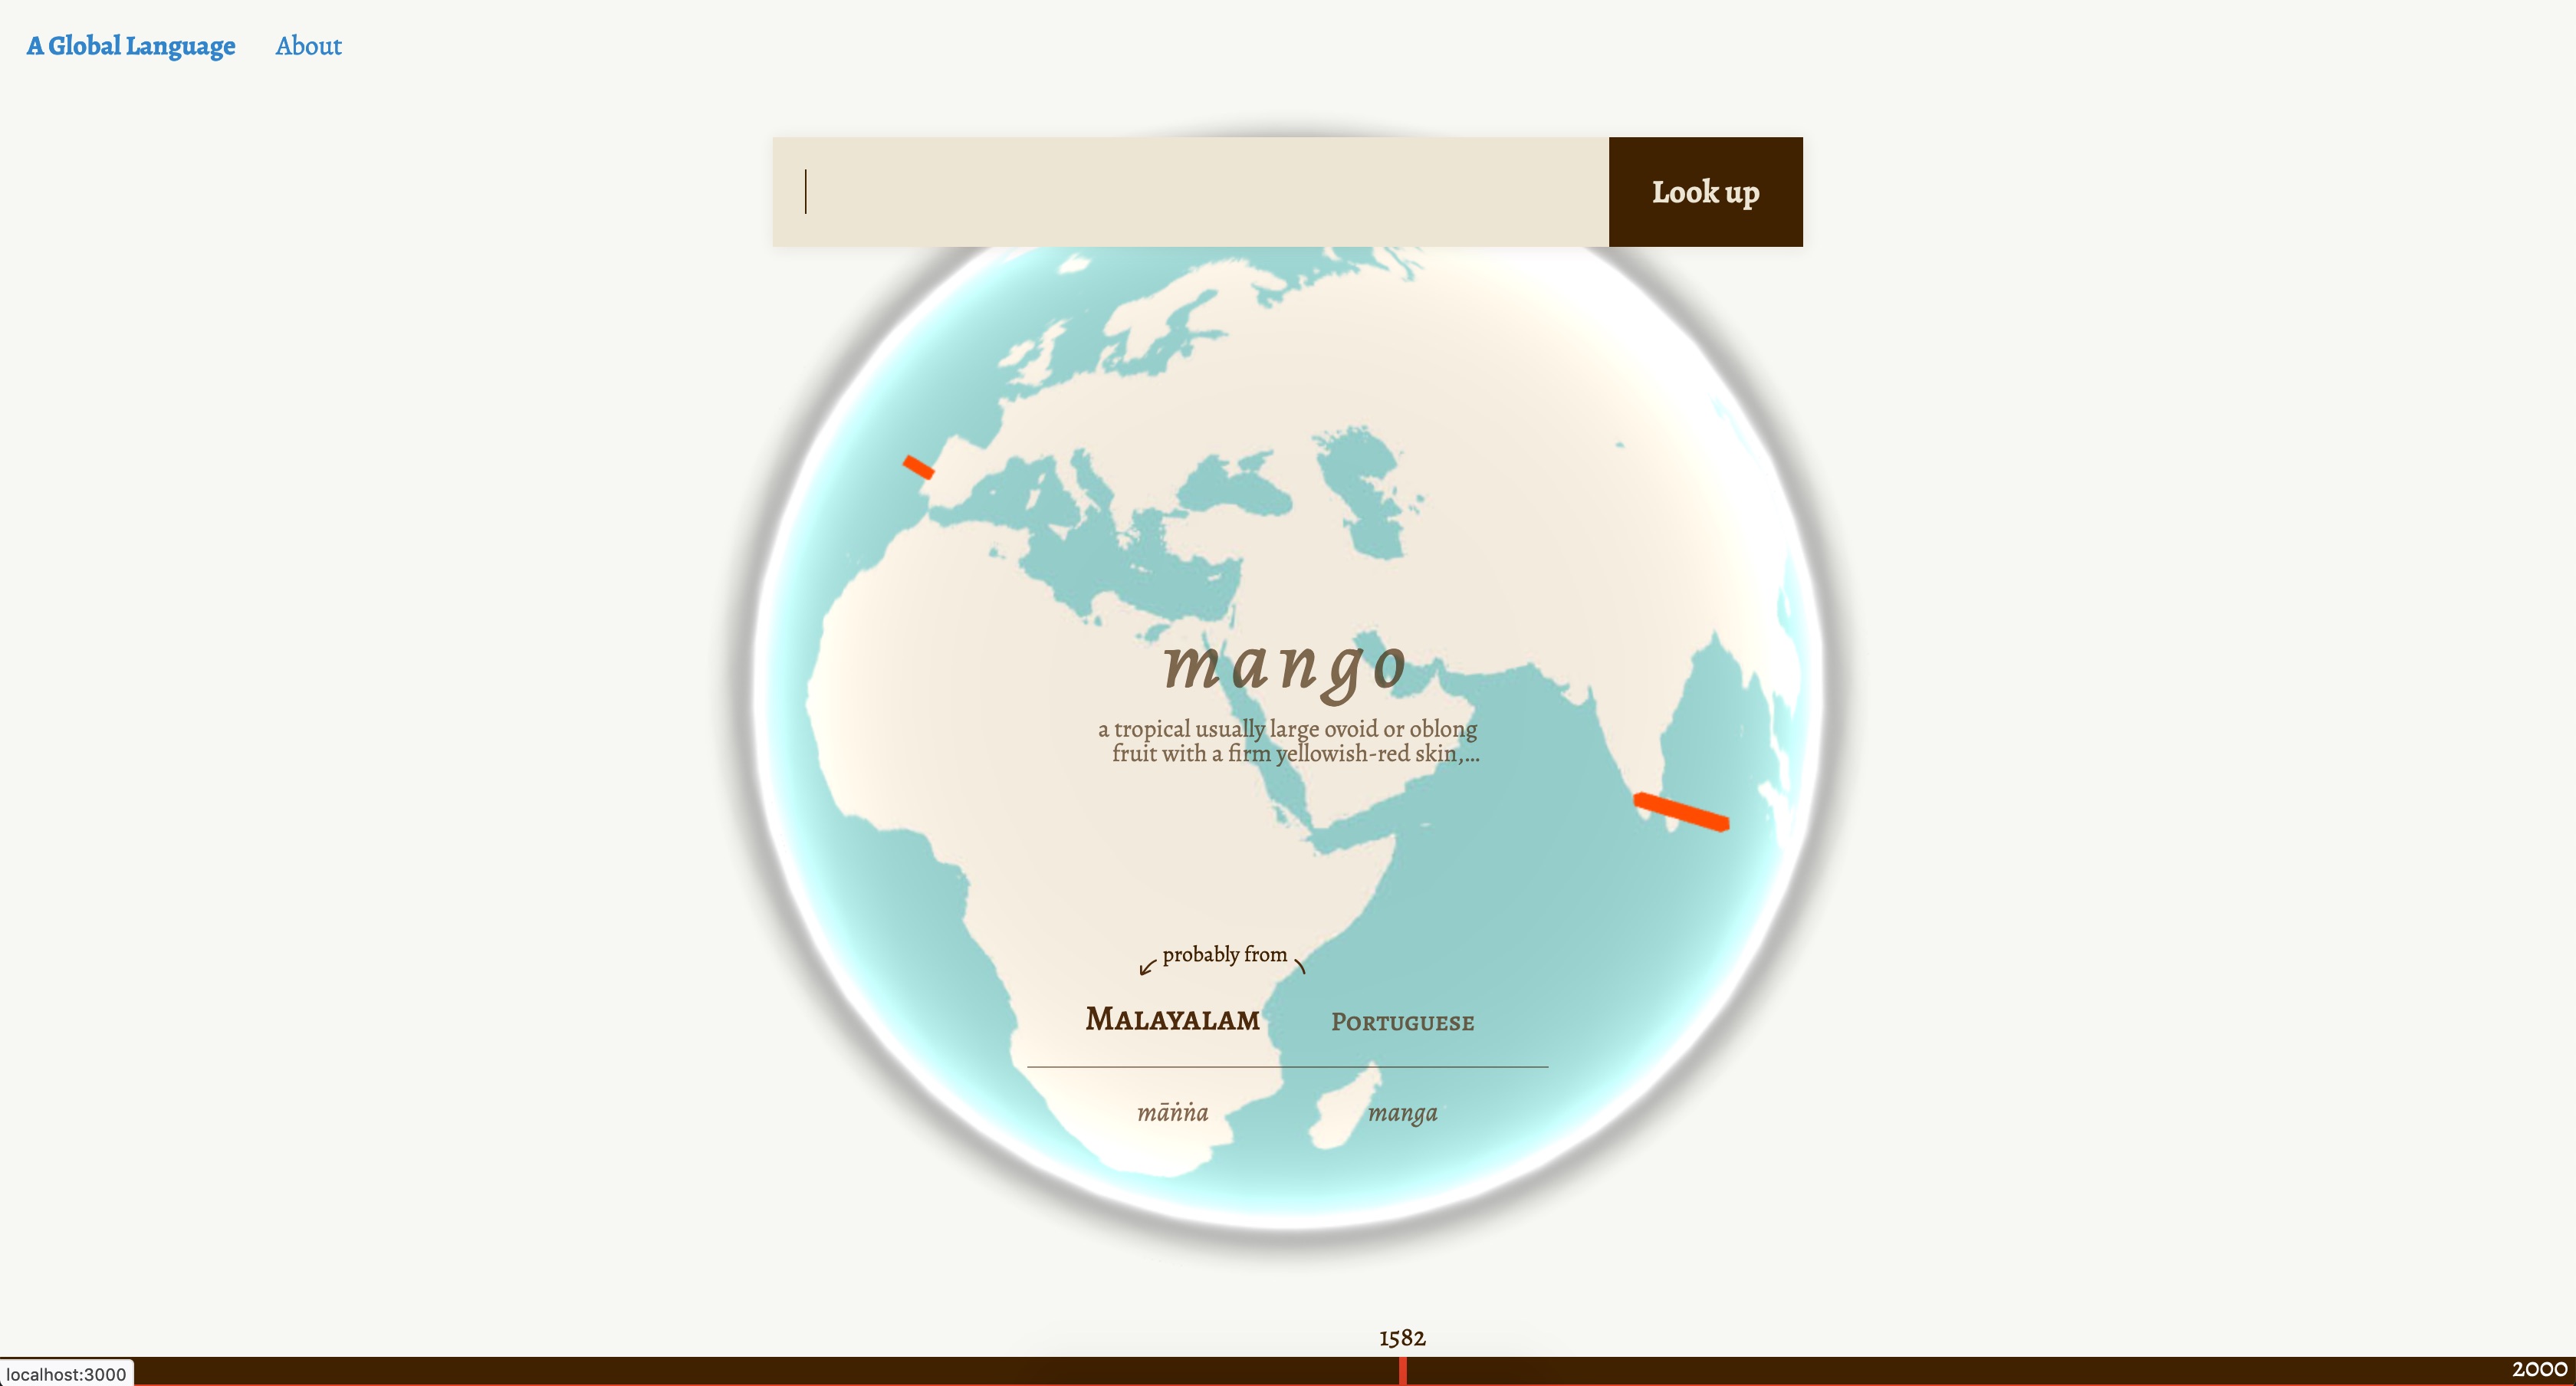 A Global Language About
Look up
mango
a tropical usually large ovoid or oblong
fruit with a firm yellowish-red skin,...
probably from
Malayalam Portuguese
māṅṅa manga
1582
localhost:3000 2000